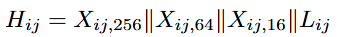 H_{ij} = X_{ij,256} ∥ X_{ij,64} ∥ X_{ij,16} ∥ L_{ij}